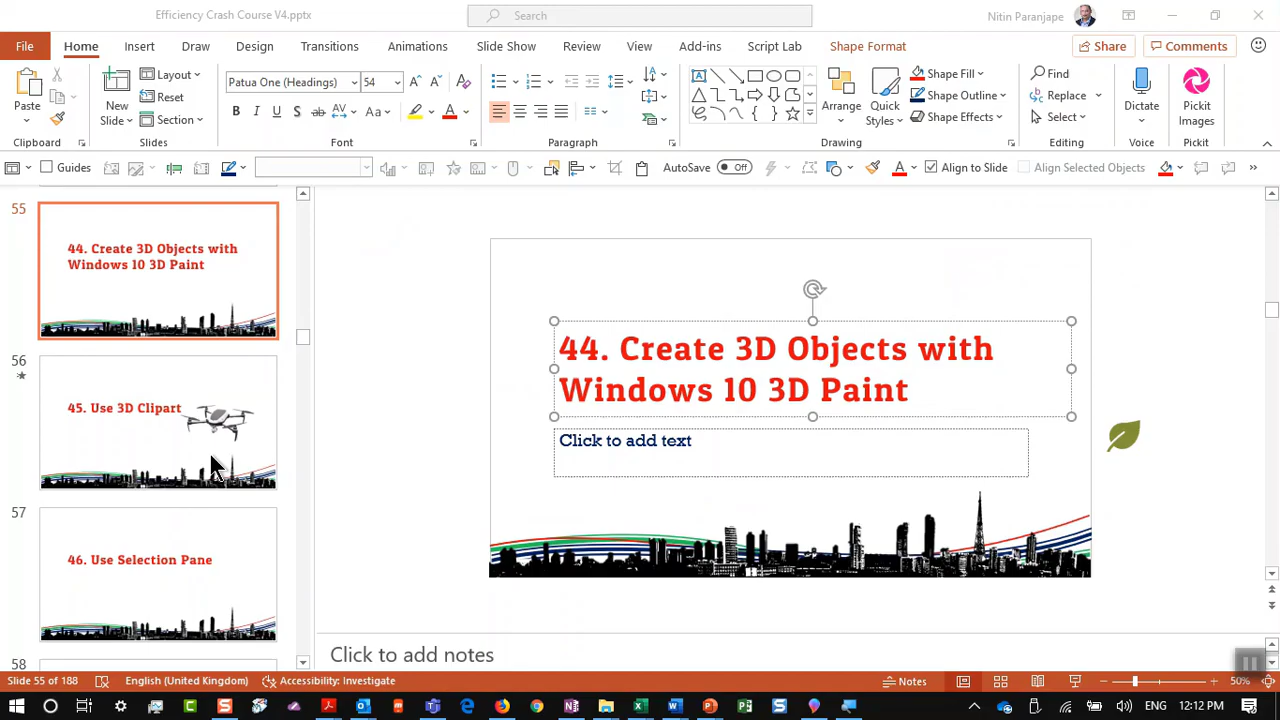 Efficiency Crash Course V4.pptx
Search
Nitin Paranjape
File
Home
Insert
Draw
Design
Transitions
Animations
Slide Show
Review
View
Add-ins
Script Lab
Shape Format
Share
Comments
Paste
Clipboard
New
Slide
Layout
Reset
Section
Slides
Patua One (Headings)
54
B I U S ab AV Aa A
Font
Paragraph
Arrange
Quick
Styles
Shape Fill
Shape Outline
Shape Effects
Drawing
Find
Replace
Select
Editing
Dictate
Voice
Pickit
Images
Pickit
Guides
AutoSave
Off
Align to Slide
Align Selected Objects
55
44. Create 3D Objects with
Windows 10 3D Paint
56
45. Use 3D Clipart
57
46. Use Selection Pane
58
44. Create 3D Objects with
Windows 10 3D Paint
Click to add text
Click to add notes
Slide 55 of 188
English (United Kingdom)
Accessibility: Investigate
Notes
50%
12:12 PM